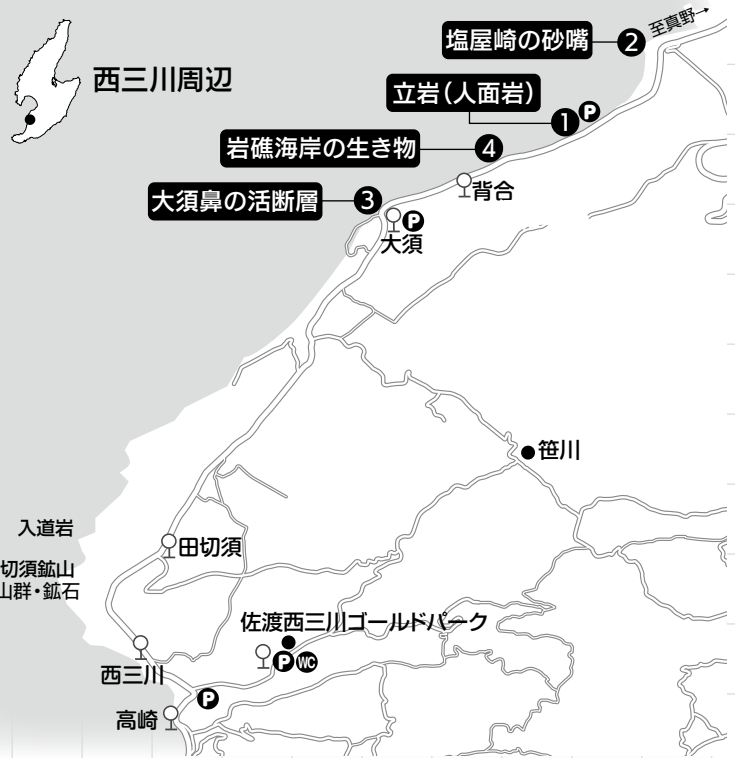 至真野→
塩屋崎の砂嘴 2
西三川周辺
立岩（人面岩） 1 P
岩礁海岸の生き物 4
背合
大須鼻の活断層 3
P
大須
笹川
入道岩
田切須
切須鉱山
山群・鉱石
佐渡西三川ゴールドパーク
P WC
西三川
P
高崎